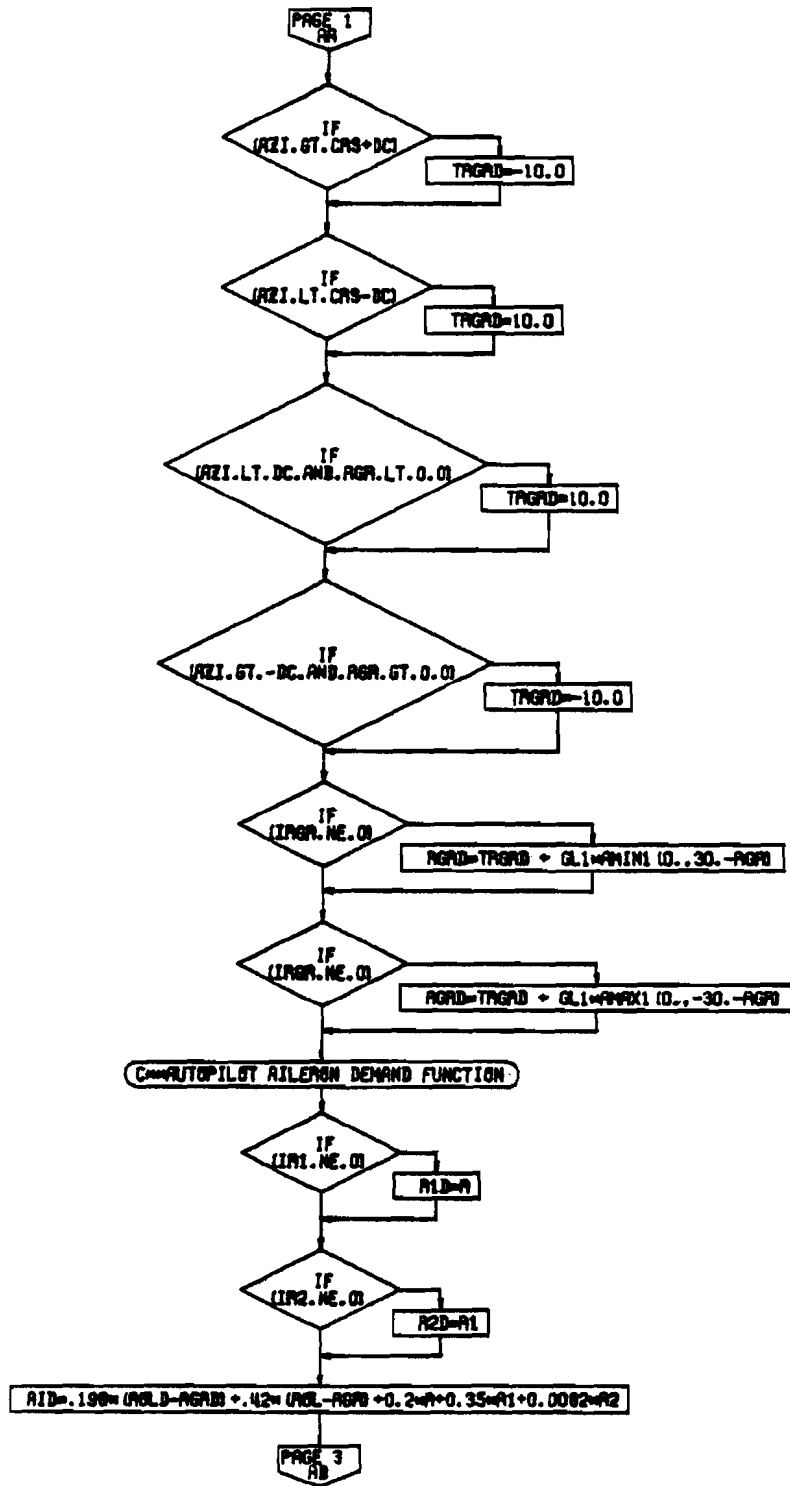 PAGE 1
AA
IF
(AZI.GT.CRS+DC)
TAGRD=-10.0
IF
(AZI.LT.CRS-DC)
TAGRD=10.0
IF
(AZI.LT.DC.AND.AGR.LT.0.0)
TAGRD=10.0
IF
(AZI.GT.-DC.AND.AGR.GT.0.0)
TAGRD=-10.0
IF
(IAGR.NE.0)
AGRD=TAGRD + GL1*AMIN1(0.,30.-AGR)
IF
(IAGR.NE.0)
AGRD=TAGRD + GL1*AMAX1(0.,-30.-AGR)
C**AUTOPILOT AILERON DEMAND FUNCTION
IF
(IA1.NE.0)
A1D=A
IF
(IA2.NE.0)
A2D=A1
AID=.198*(AGLD-AGRD)+.42*(AGL-AGR)+0.2*A+0.35*A1+0.0082*A2
PAGE 3
AB